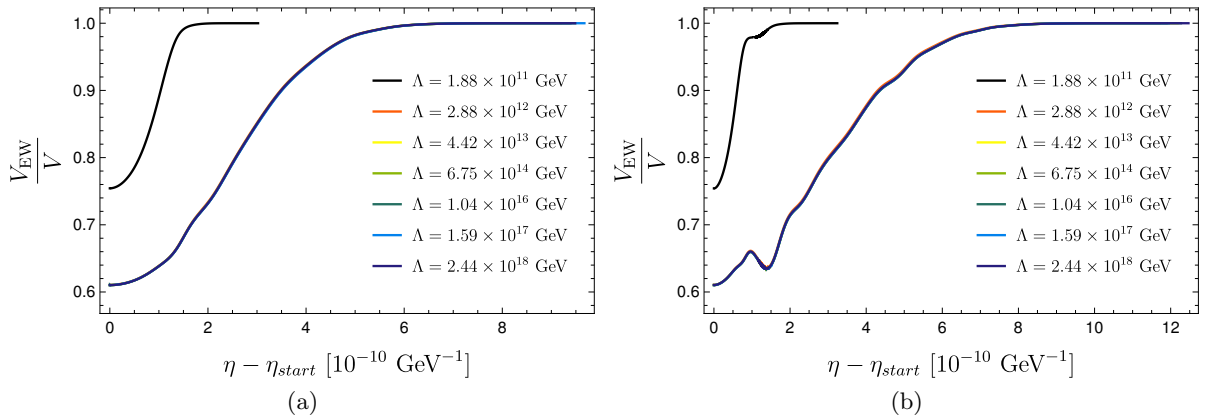 1.0
0.9
0.8
0.7
0.6
V_EW
V
Λ = 1.88 × 10^11 GeV
Λ = 2.88 × 10^12 GeV
Λ = 4.42 × 10^13 GeV
Λ = 6.75 × 10^14 GeV
Λ = 1.04 × 10^16 GeV
Λ = 1.59 × 10^17 GeV
Λ = 2.44 × 10^18 GeV
0 2 4 6 8
η − η_start [10^−10 GeV^−1]
(a)
1.0
0.9
0.8
0.7
0.6
V_EW
V
Λ = 1.88 × 10^11 GeV
Λ = 2.88 × 10^12 GeV
Λ = 4.42 × 10^13 GeV
Λ = 6.75 × 10^14 GeV
Λ = 1.04 × 10^16 GeV
Λ = 1.59 × 10^17 GeV
Λ = 2.44 × 10^18 GeV
0 2 4 6 8 10 12
η − η_start [10^−10 GeV^−1]
(b)